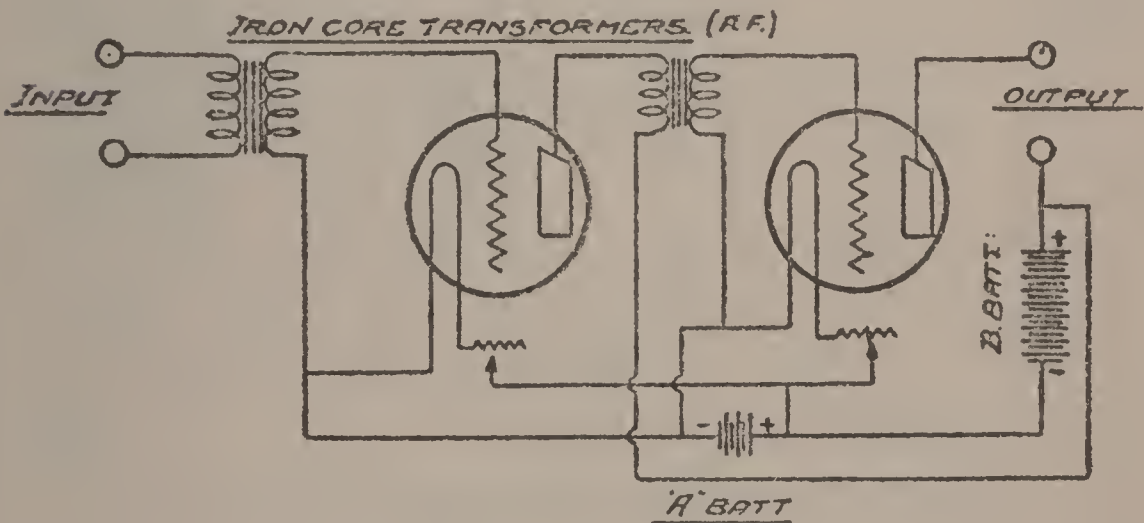 IRON CORE TRANSFORMERS. (A.F.)
INPUT
OUTPUT
B. BATT:
+
-
- +
"A" BATT